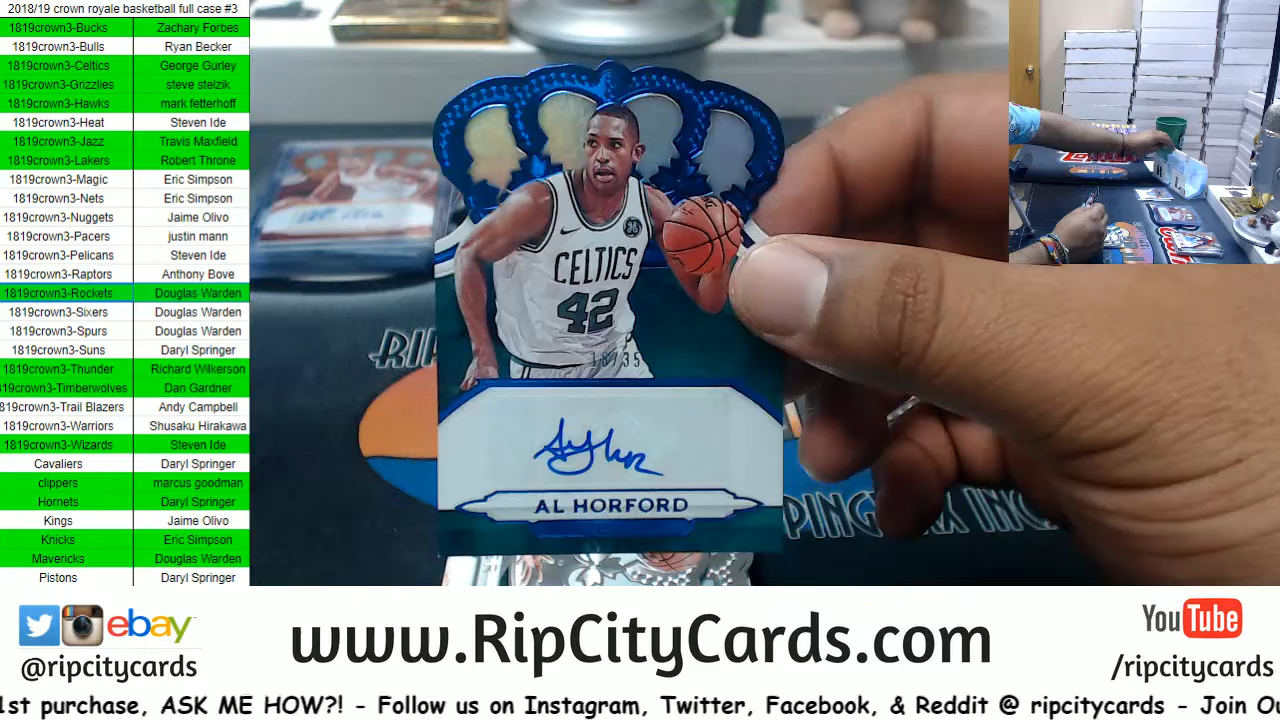 2018/19 crown royale basketball full case #3
1819crown3-Bucks Zachary Forbes
1819crown3-Bulls Ryan Becker
1819crown3-Celtics George Gurley
1819crown3-Grizzlies steve stelzik
1819crown3-Hawks mark fetterhoff
1819crown3-Heat Steven Ide
1819crown3-Jazz Travis Maxfield
1819crown3-Lakers Robert Throne
1819crown3-Magic Eric Simpson
1819crown3-Nets Eric Simpson
1819crown3-Nuggets Jaime Olivo
1819crown3-Pacers justin mann
1819crown3-Pelicans Steven Ide
1819crown3-Raptors Anthony Bove
1819crown3-Rockets Douglas Warden
1819crown3-Sixers Douglas Warden
1819crown3-Spurs Douglas Warden
1819crown3-Suns Daryl Springer
1819crown3-Thunder Richard Wilkerson
1819crown3-Timberwolves Dan Gardner
819crown3-Trail Blazers Andy Campbell
1819crown3-Warriors Shusaku Hirakawa
1819crown3-Wizards Steven Ide
Cavaliers Daryl Springer
clippers marcus goodman
Hornets Daryl Springer
Kings Jaime Olivo
Knicks Eric Simpson
Mavericks Douglas Warden
Pistons Daryl Springer
CELTICS
42
AL HORFORD
RIP
PING WAX INC
ebay
@ripcitycards
www.RipCityCards.com
YouTube
/ripcitycards
1st purchase, ASK ME HOW?! - Follow us on Instagram, Twitter, Facebook, & Reddit @ ripcitycards - Join Ou